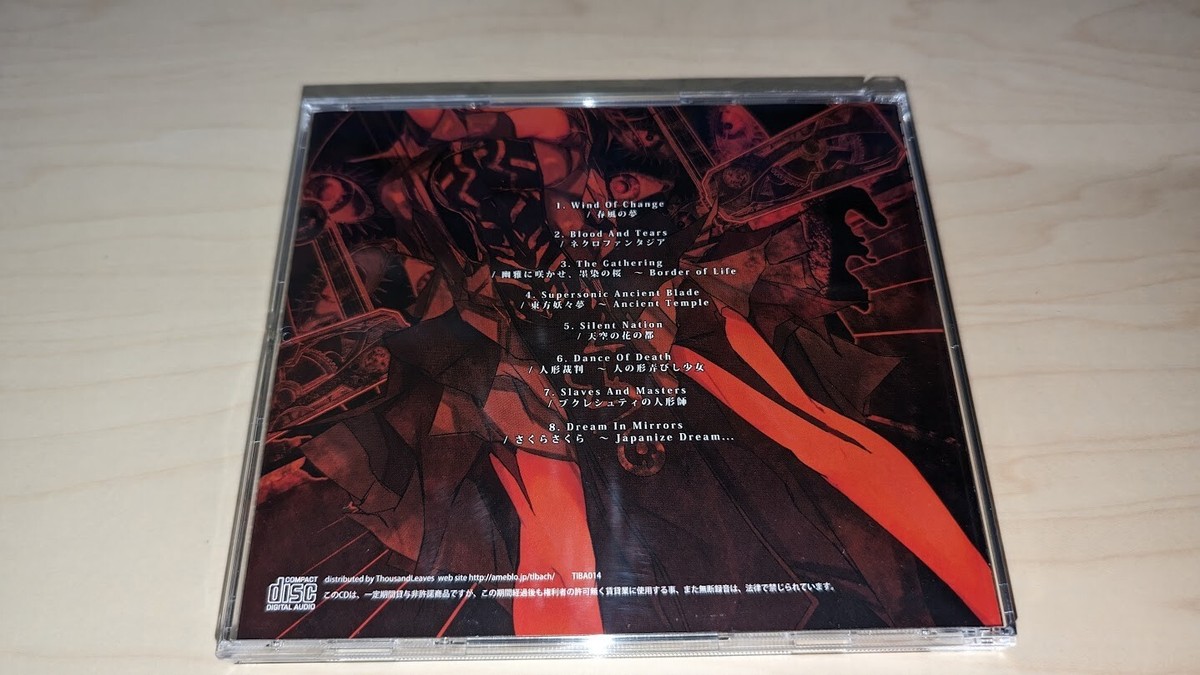 1. Wind Of Change
/ 春風の夢
2. Blood And Tears
/ ネクロファンタジア
3. The Gathering
/ 幽雅に咲かせ、墨染の桜　～ Border of Life
4. Supersonic Ancient Blade
/ 東方妖々夢　～ Ancient Temple
5. Silent Nation
/ 天空の花の都
6. Dance Of Death
/ 人形裁判　～ 人の形弄びし少女
7. Slaves And Masters
/ ブクレシュティの人形師
8. Dream In Mirrors
/ さくらさくら　～ Japanize Dream...
COMPACT
disc
DIGITAL AUDIO
distributed by ThousandLeaves web site http://ameblo.jp/tlbach/ TIBA014
このCDは、一定期間貸与非許諾商品ですが、この期間経過後も権利者の許可無く賃貸業に使用する事、また無断録音は、法律で禁じられています。